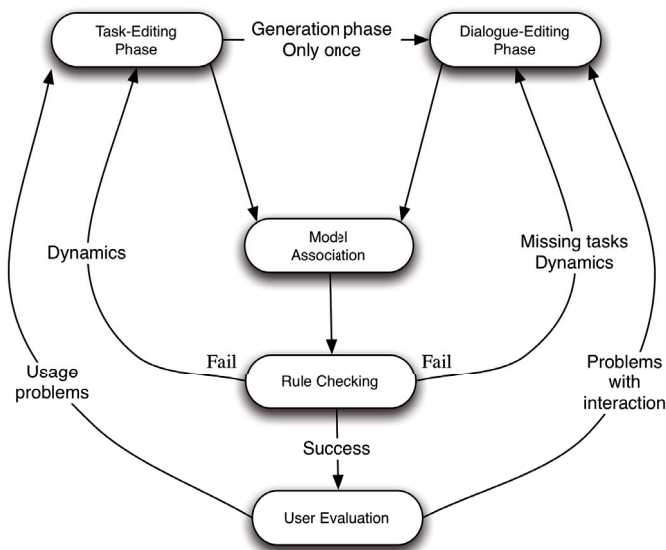 Task-Editing
Phase
Generation phase
Only once
Dialogue-Editing
Phase
Model
Association
Dynamics
Missing tasks
Dynamics
Fail
Fail
Rule Checking
Usage
problems
Problems
with
interaction
Success
User Evaluation